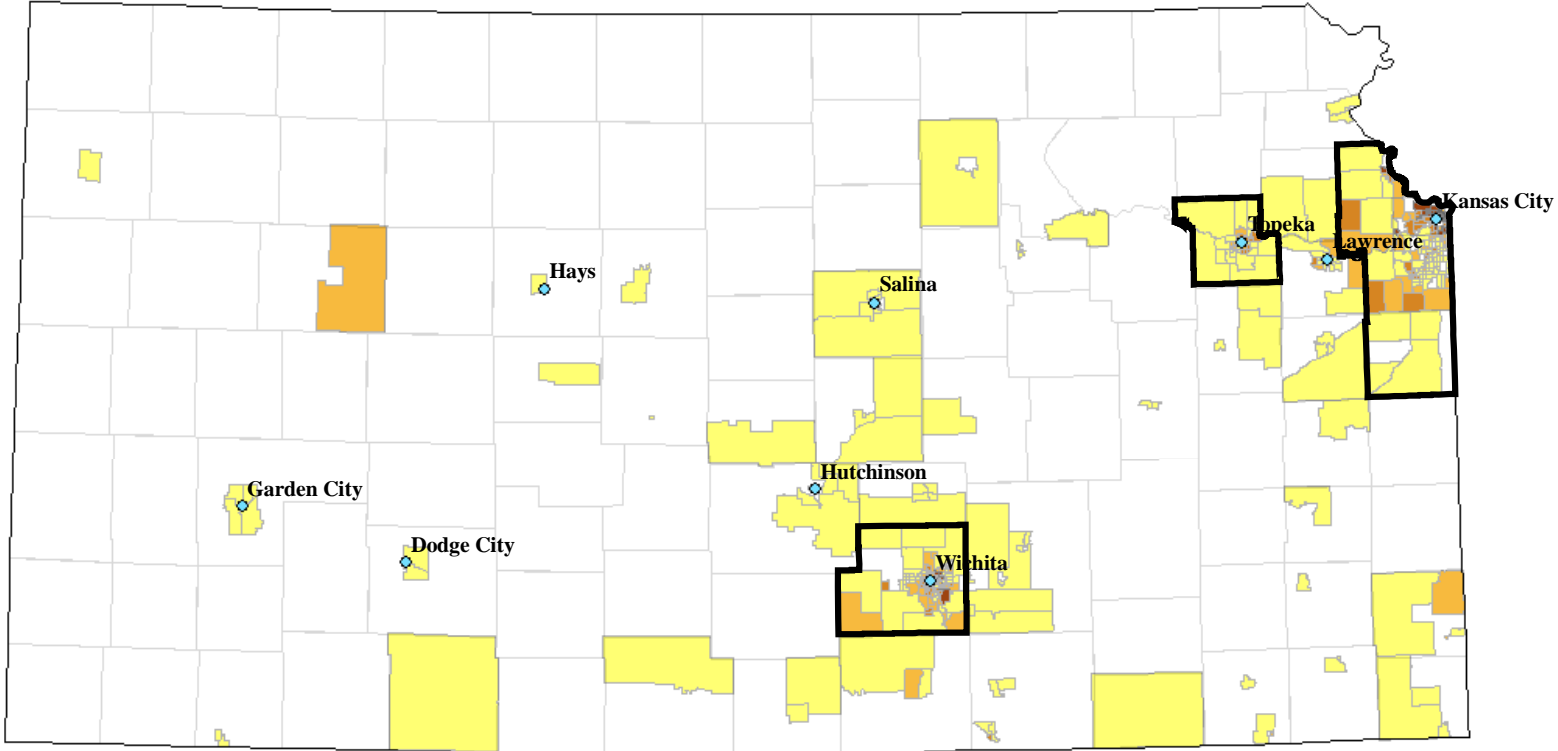 Kansas City
Topeka
Lawrence
Hays
Salina
Hutchinson
Garden City
Dodge City
Wichita